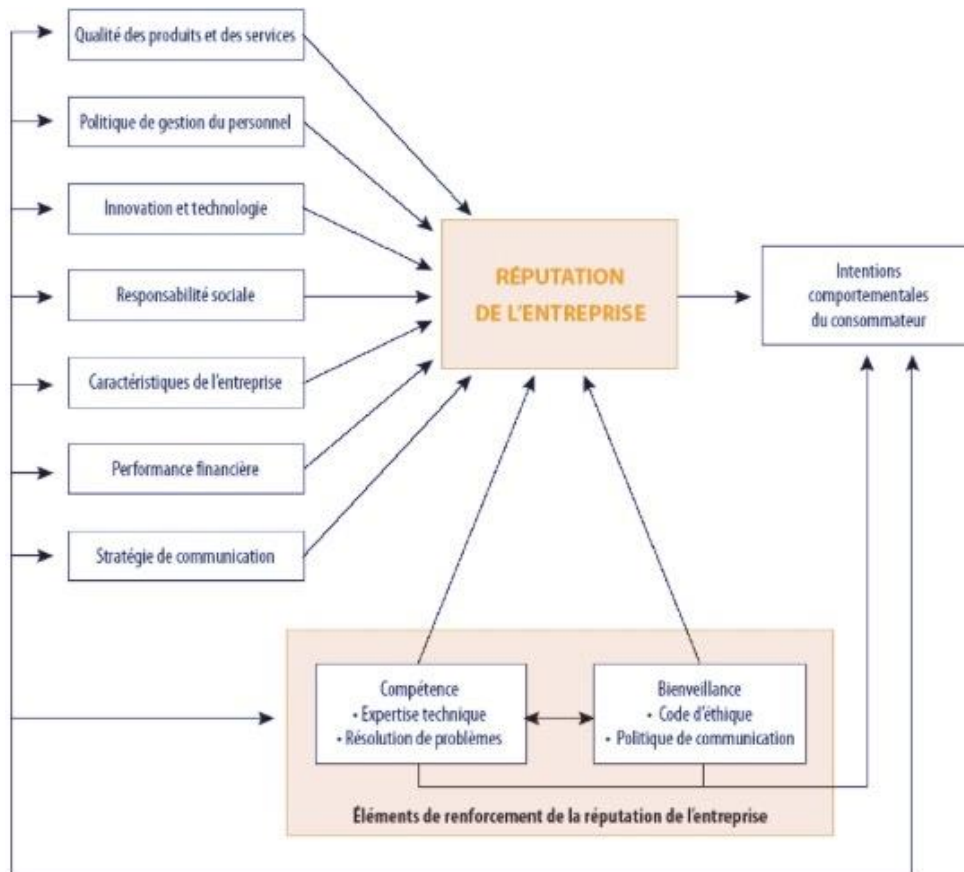 Qualité des produits et des services
Politique de gestion du personnel
Innovation et technologie
Responsabilité sociale
Caractéristiques de l'entreprise
Performance financière
Stratégie de communication
RÉPUTATION
DE L'ENTREPRISE
Intentions
comportementales
du consommateur
Compétence
• Expertise technique
• Résolution de problèmes
Bienveillance
• Code d'éthique
• Politique de communication
Éléments de renforcement de la réputation de l'entreprise